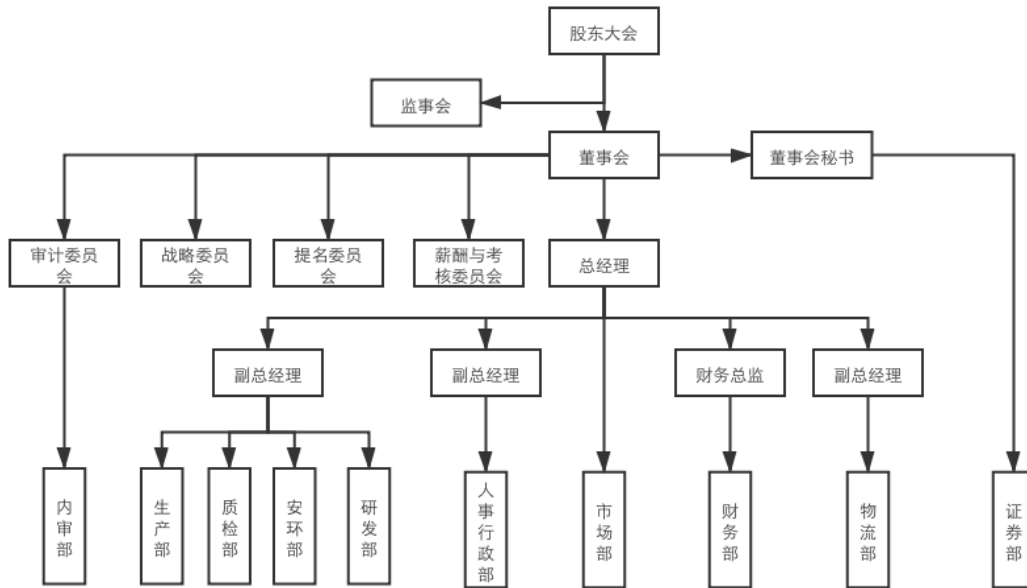 股东大会
监事会
董事会
董事会秘书
审计委员
会
战略委员
会
提名委员
会
薪酬与考
核委员会
总经理
副总经理
副总经理
财务总监
副总经理
内审部
生产部
质检部
安环部
研发部
人事行政部
市场部
财务部
物流部
证券部